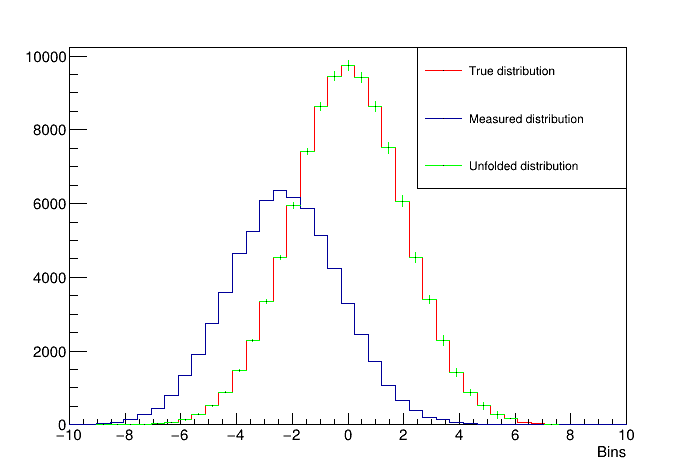 10000
8000
6000
4000
2000
0
True distribution
Measured distribution
Unfolded distribution
−10 −8 −6 −4 −2 0 2 4 6 8 10
Bins